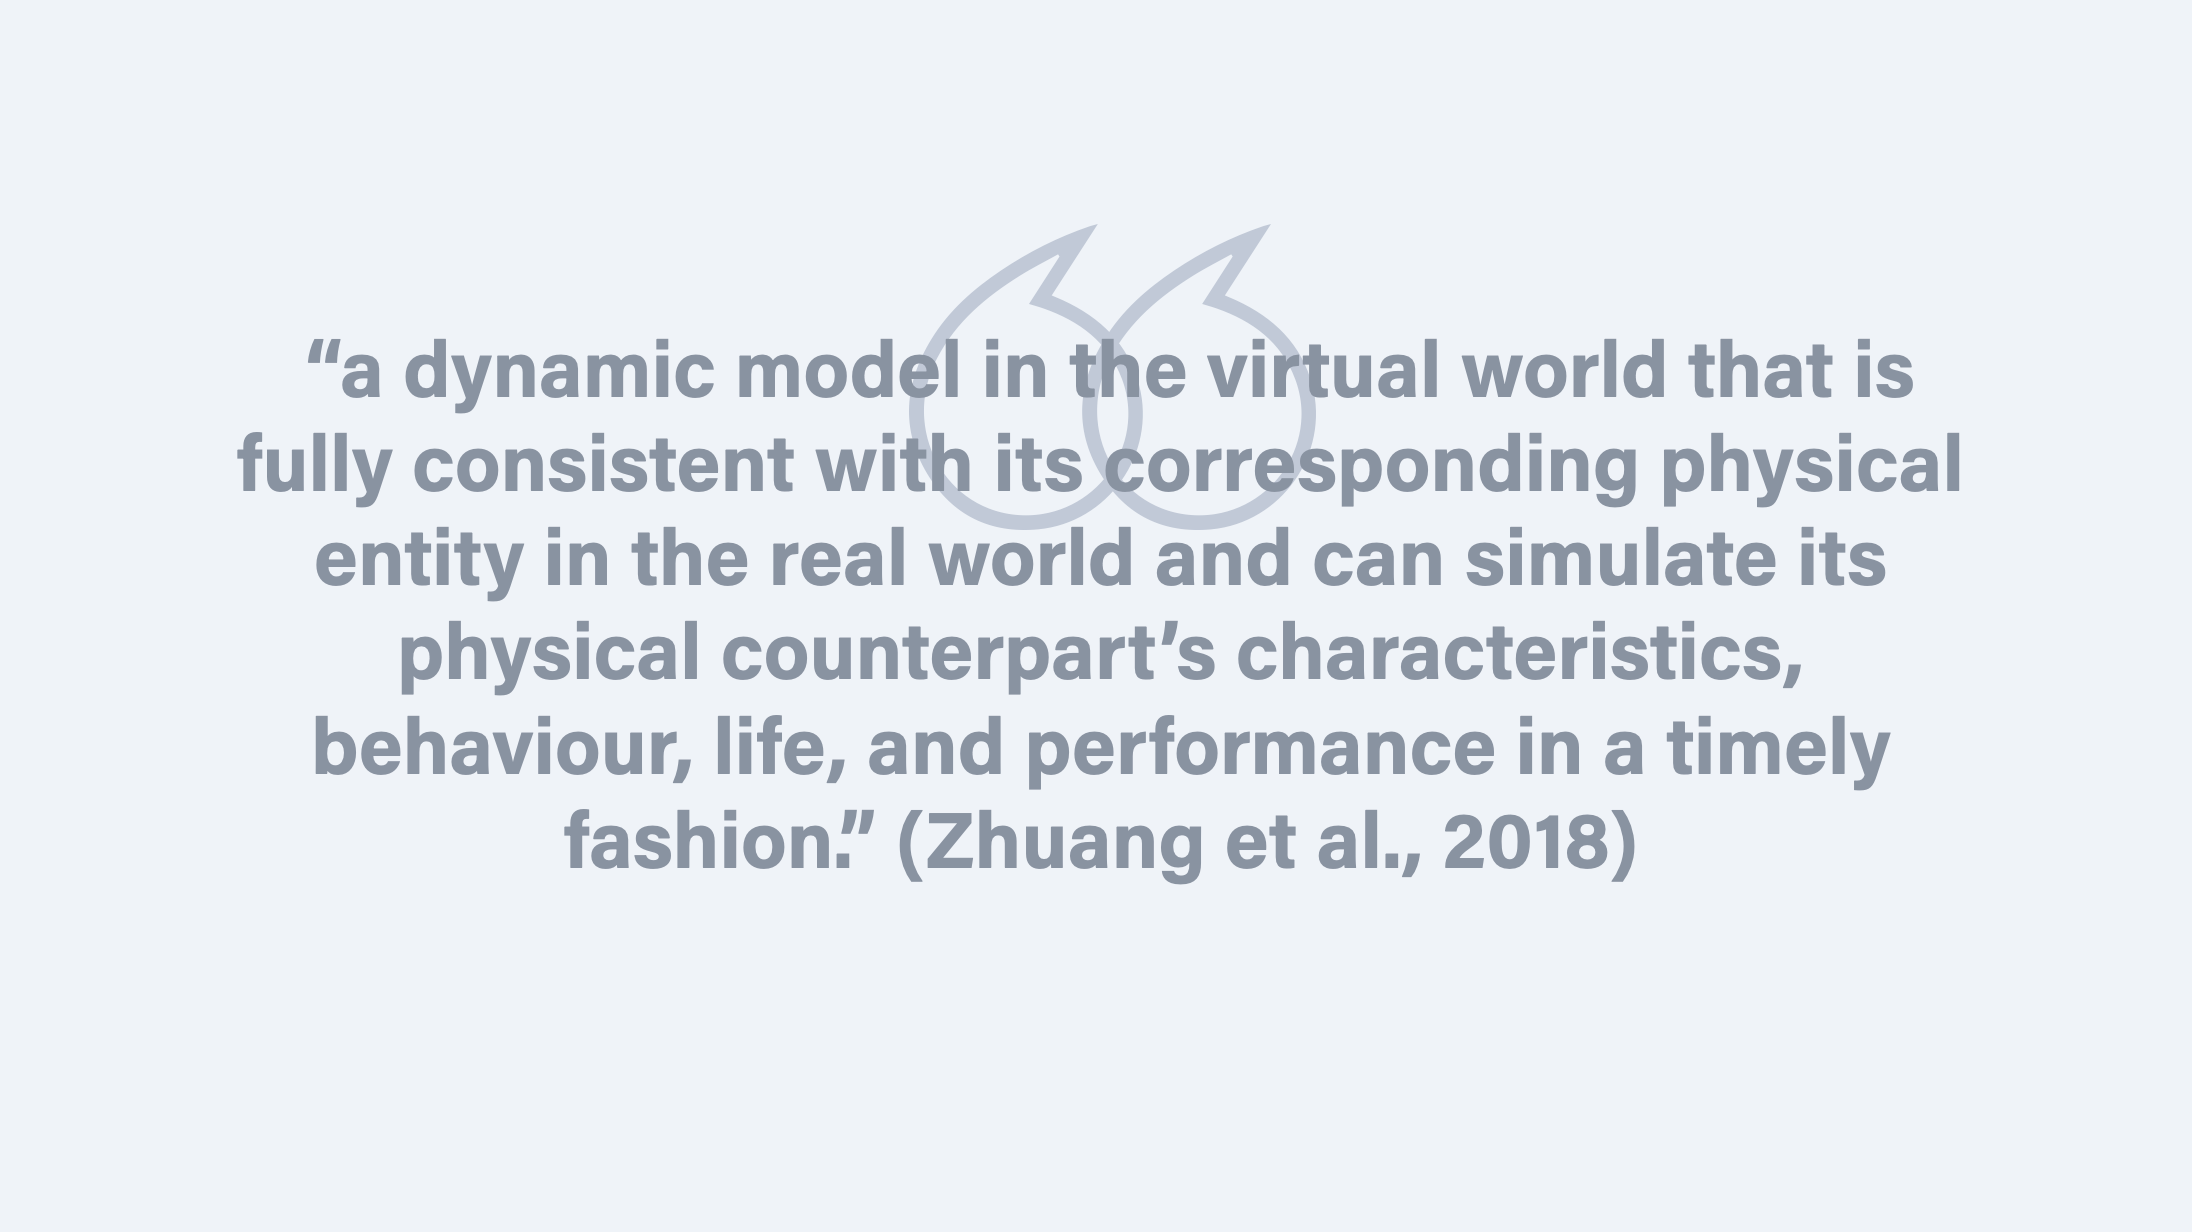 “a dynamic model in the virtual world that is
fully consistent with its corresponding physical
entity in the real world and can simulate its
physical counterpart’s characteristics,
behaviour, life, and performance in a timely
fashion.” (Zhuang et al., 2018)